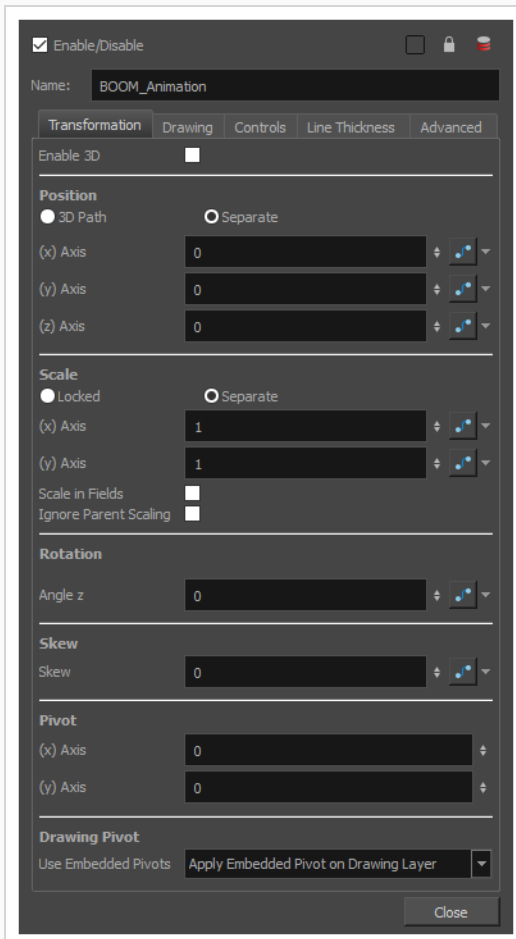 Enable/Disable
Name: BOOM_Animation
Transformation Drawing Controls Line Thickness Advanced
Enable 3D
Position
3D Path Separate
(x) Axis 0
(y) Axis 0
(z) Axis 0
Scale
Locked Separate
(x) Axis 1
(y) Axis 1
Scale in Fields
Ignore Parent Scaling
Rotation
Angle z 0
Skew
Skew 0
Pivot
(x) Axis 0
(y) Axis 0
Drawing Pivot
Use Embedded Pivots Apply Embedded Pivot on Drawing Layer
Close